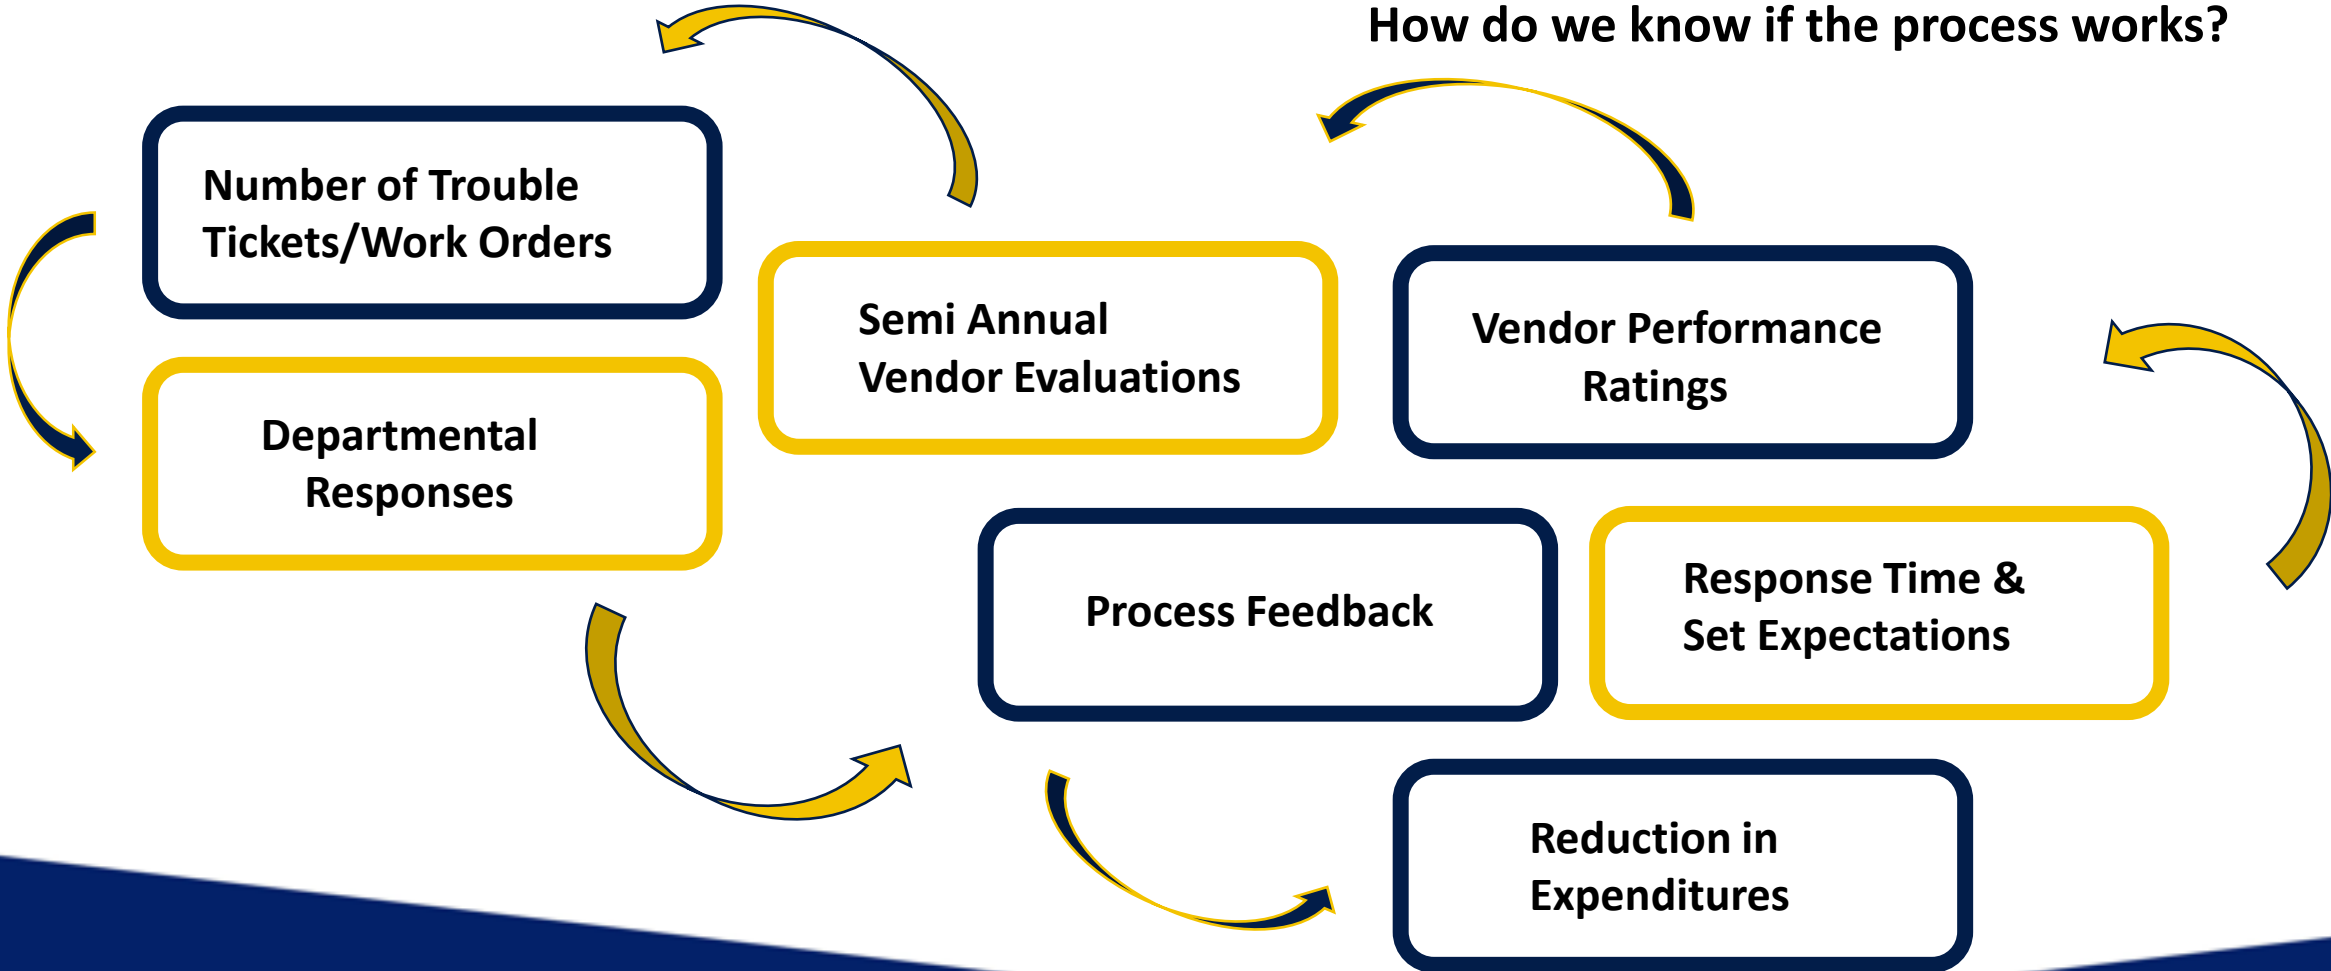 How do we know if the process works?
Number of Trouble
Tickets/Work Orders
Departmental
Responses
Semi Annual
Vendor Evaluations
Vendor Performance
Ratings
Process Feedback
Response Time &
Set Expectations
Reduction in
Expenditures